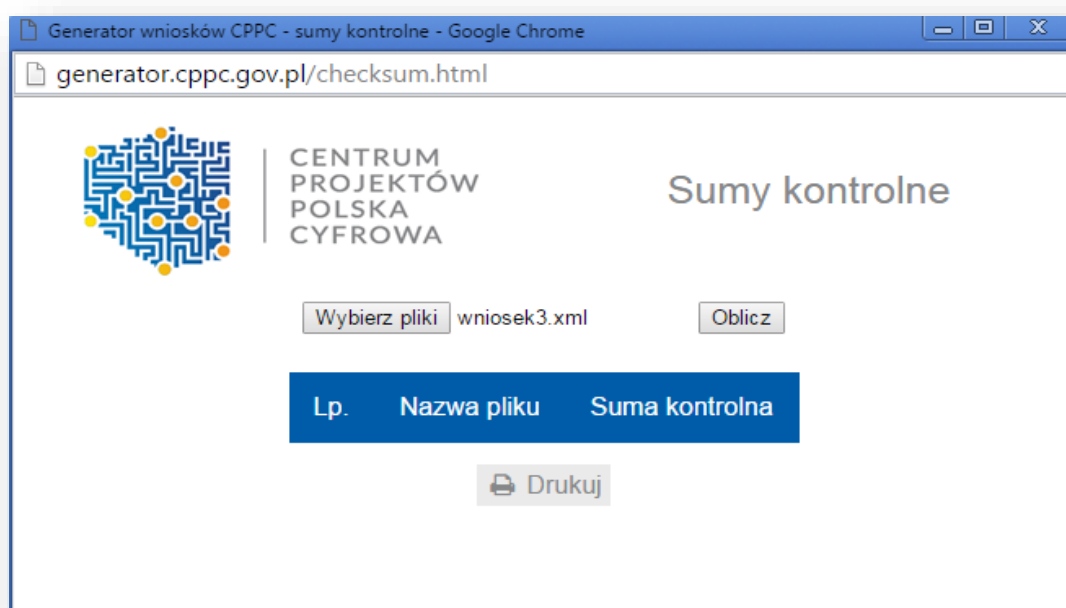 Generator wniosków CPPC - sumy kontrolne - Google Chrome
generator.cppc.gov.pl/checksum.html
CENTRUM
PROJEKTÓW
POLSKA
CYFROWA
Sumy kontrolne
Wybierz pliki wniosek3.xml Oblicz
Lp. Nazwa pliku Suma kontrolna
Drukuj